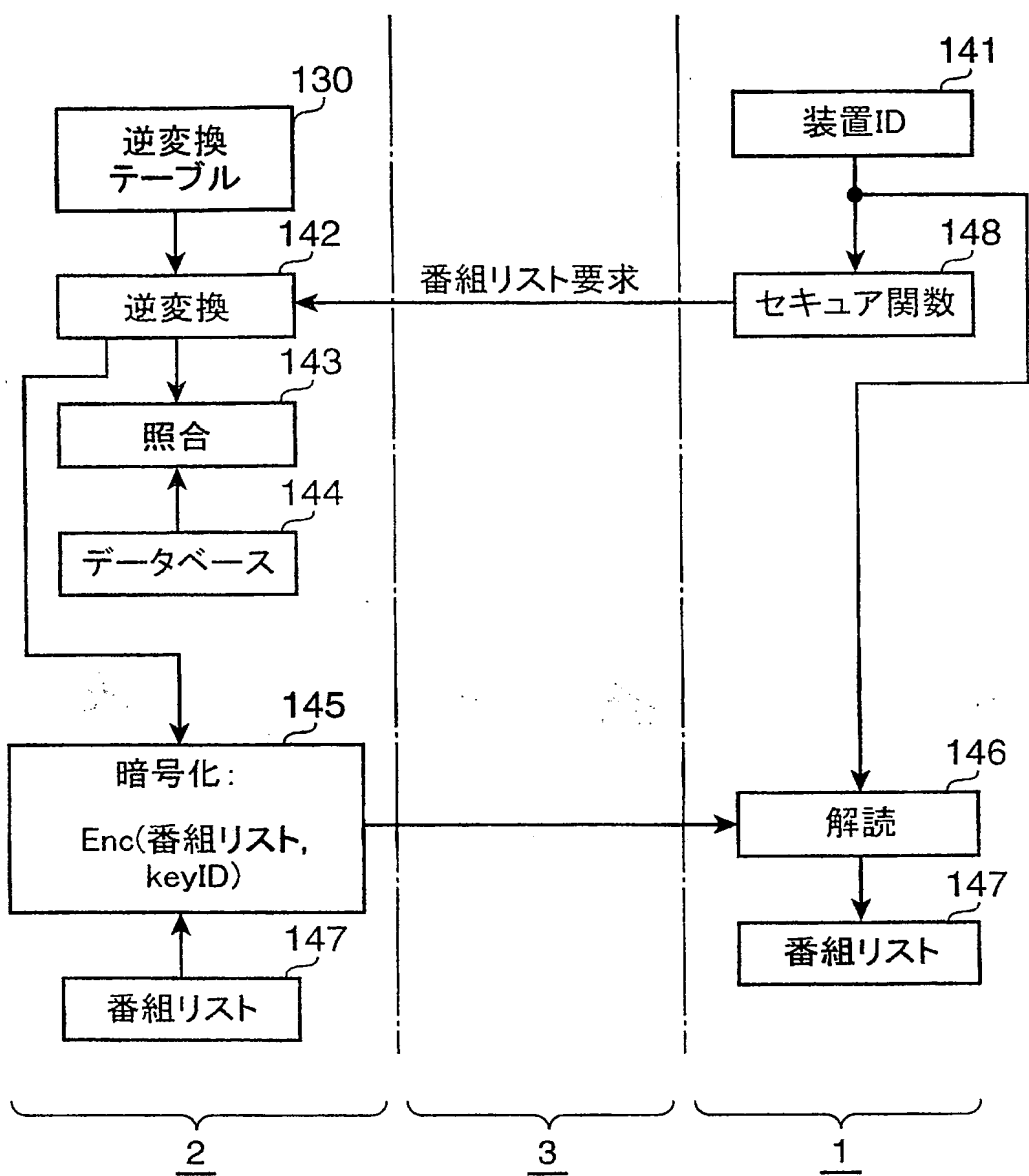 130
逆変換
テーブル
142
逆変換
143
照合
144
データベース
145
暗号化:
Enc(番組リスト,
keyID)
147
番組リスト
番組リスト要求
141
装置ID
148
セキュア関数
146
解読
147
番組リスト
2
3
1